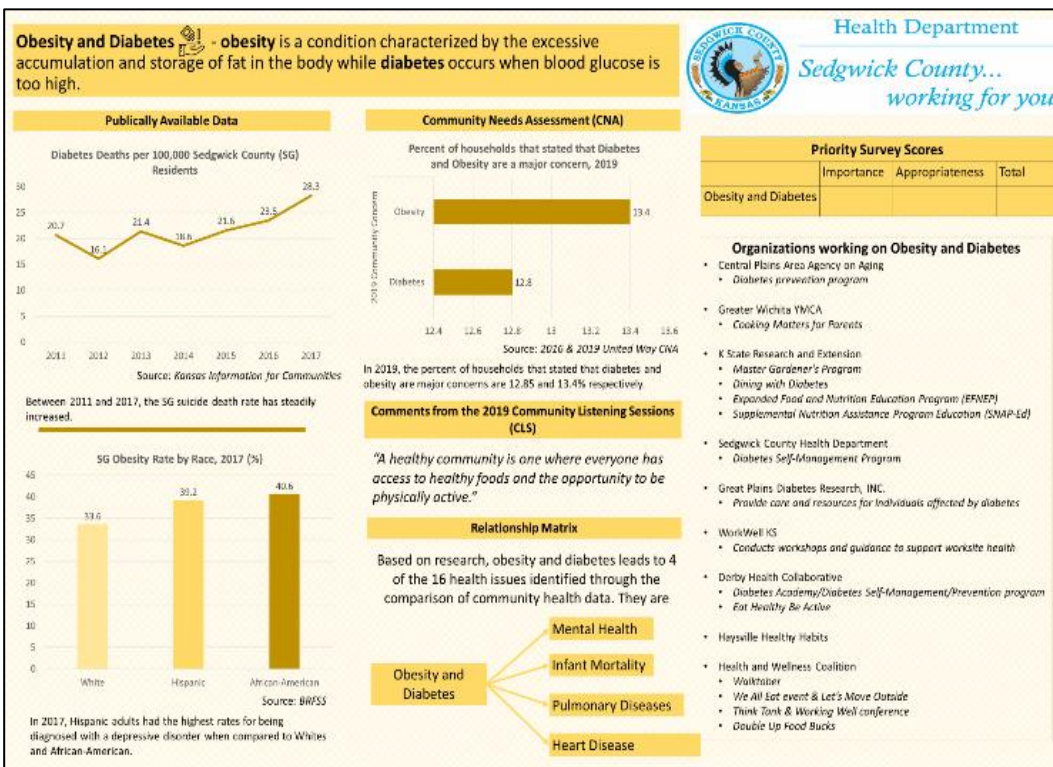 Obesity and Diabetes - obesity is a condition characterized by the excessive
accumulation and storage of fat in the body while diabetes occurs when blood glucose is
too high.
SEDGWICK COUNTY
KANSAS
Health Department
Sedgwick County...
working for you
Publically Available Data
Diabetes Deaths per 100,000 Sedgwick County (SG)
Residents
30
25
20
15
10
5
0
20.7
16.1
21.4
18.6
21.6
23.5
28.3
2011 2012 2013 2014 2015 2016 2017
Source: Kansas Information for Communities
Between 2011 and 2017, the SG suicide death rate has steadily
increased.
SG Obesity Rate by Race, 2017 (%)
45
40
35
30
25
20
15
10
5
0
33.6
39.2
40.6
White Hispanic African-American
Source: BRFSS
In 2017, Hispanic adults had the highest rates for being
diagnosed with a depressive disorder when compared to Whites
and African-American.
Community Needs Assessment (CNA)
Percent of households that stated that Diabetes
and Obesity are a major concern, 2019
2019 Community Concern
Obesity
13.4
Diabetes
12.8
12.4 12.6 12.8 13 13.2 13.4 13.6
Source: 2016 & 2019 United Way CNA
In 2019, the percent of households that stated that diabetes and
obesity are major concerns are 12.85 and 13.4% respectively.
Comments from the 2019 Community Listening Sessions
(CLS)
"A healthy community is one where everyone has
access to healthy foods and the opportunity to be
physically active."
Relationship Matrix
Based on research, obesity and diabetes leads to 4
of the 16 health issues identified through the
comparison of community health data. They are
Obesity and
Diabetes
Mental Health
Infant Mortality
Pulmonary Diseases
Heart Disease
Priority Survey Scores
Importance Appropriateness Total
Obesity and Diabetes
Organizations working on Obesity and Diabetes
• Central Plains Area Agency on Aging
• Diabetes prevention program
• Greater Wichita YMCA
• Cooking Matters for Parents
• K State Research and Extension
• Master Gardener's Program
• Dining with Diabetes
• Expanded Food and Nutrition Education Program (EFNEP)
• Supplemental Nutrition Assistance Program Education (SNAP-Ed)
• Sedgwick County Health Department
• Diabetes Self-Management Program
• Great Plains Diabetes Research, INC.
• Provide care and resources for Individuals affected by diabetes
• WorkWell KS
• Conducts workshops and guidance to support worksite health
• Derby Health Collaborative
• Diabetes Academy/Diabetes Self-Management/Prevention program
• Eat Healthy Be Active
• Haysville Healthy Habits
• Health and Wellness Coalition
• Walktober
• We All Eat event & Let's Move Outside
• Think Tank & Working Well conference
• Double Up Food Bucks